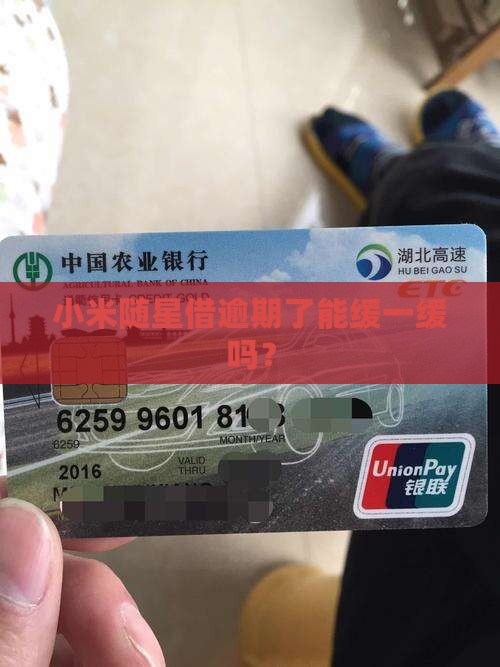 中国农业银行
AGRICULTURAL BANK OF CHINA
CREDIT GOLD
湖北高速
HU BEI GAO SU
ETC
小米随星借逾期了能缓一缓
吗?
6259 9601 81
6259
MONTH/YEAR
2016
VALID
THRU
UnionPay
银联